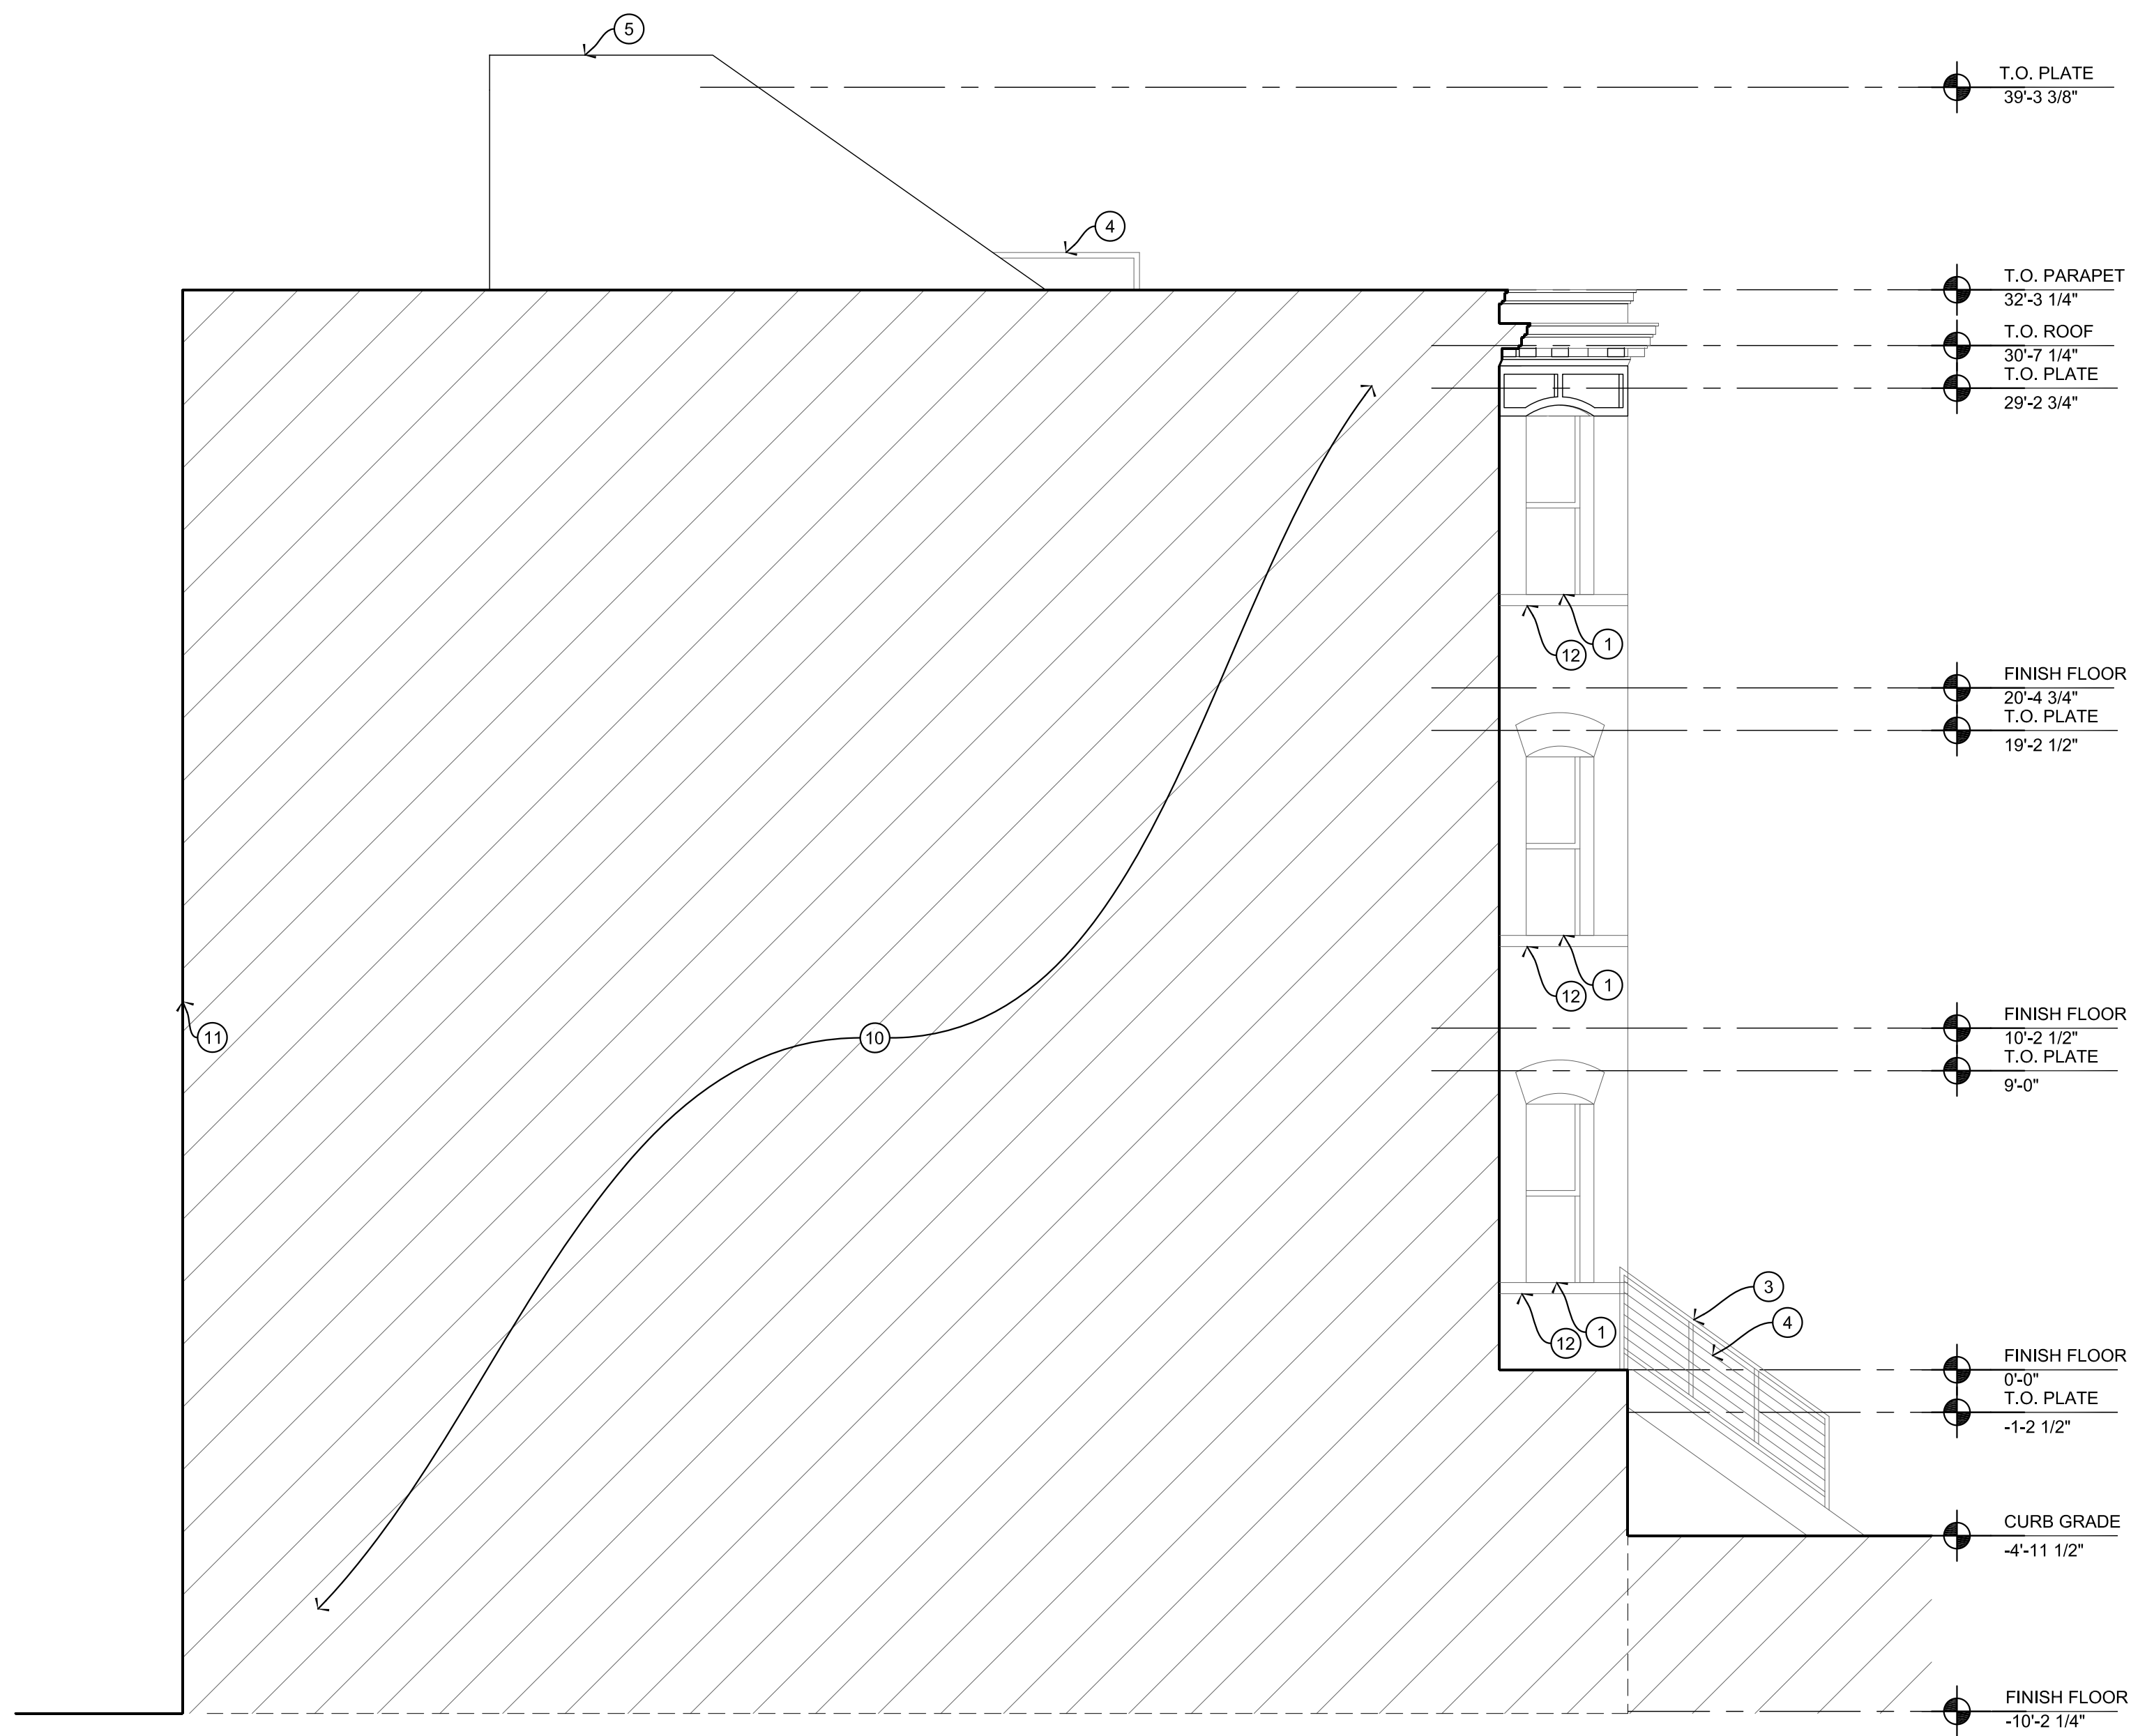 5
T.O. PLATE
39'-3 3/8"
4
T.O. PARAPET
32'-3 1/4"
T.O. ROOF
30'-7 1/4"
T.O. PLATE
29'-2 3/4"
1
12
FINISH FLOOR
20'-4 3/4"
T.O. PLATE
19'-2 1/2"
1
12
FINISH FLOOR
10'-2 1/2"
11
10
T.O. PLATE
9'-0"
3
4
1
12
FINISH FLOOR
0'-0"
T.O. PLATE
-1-2 1/2"
CURB GRADE
-4'-11 1/2"
FINISH FLOOR
-10'-2 1/4"